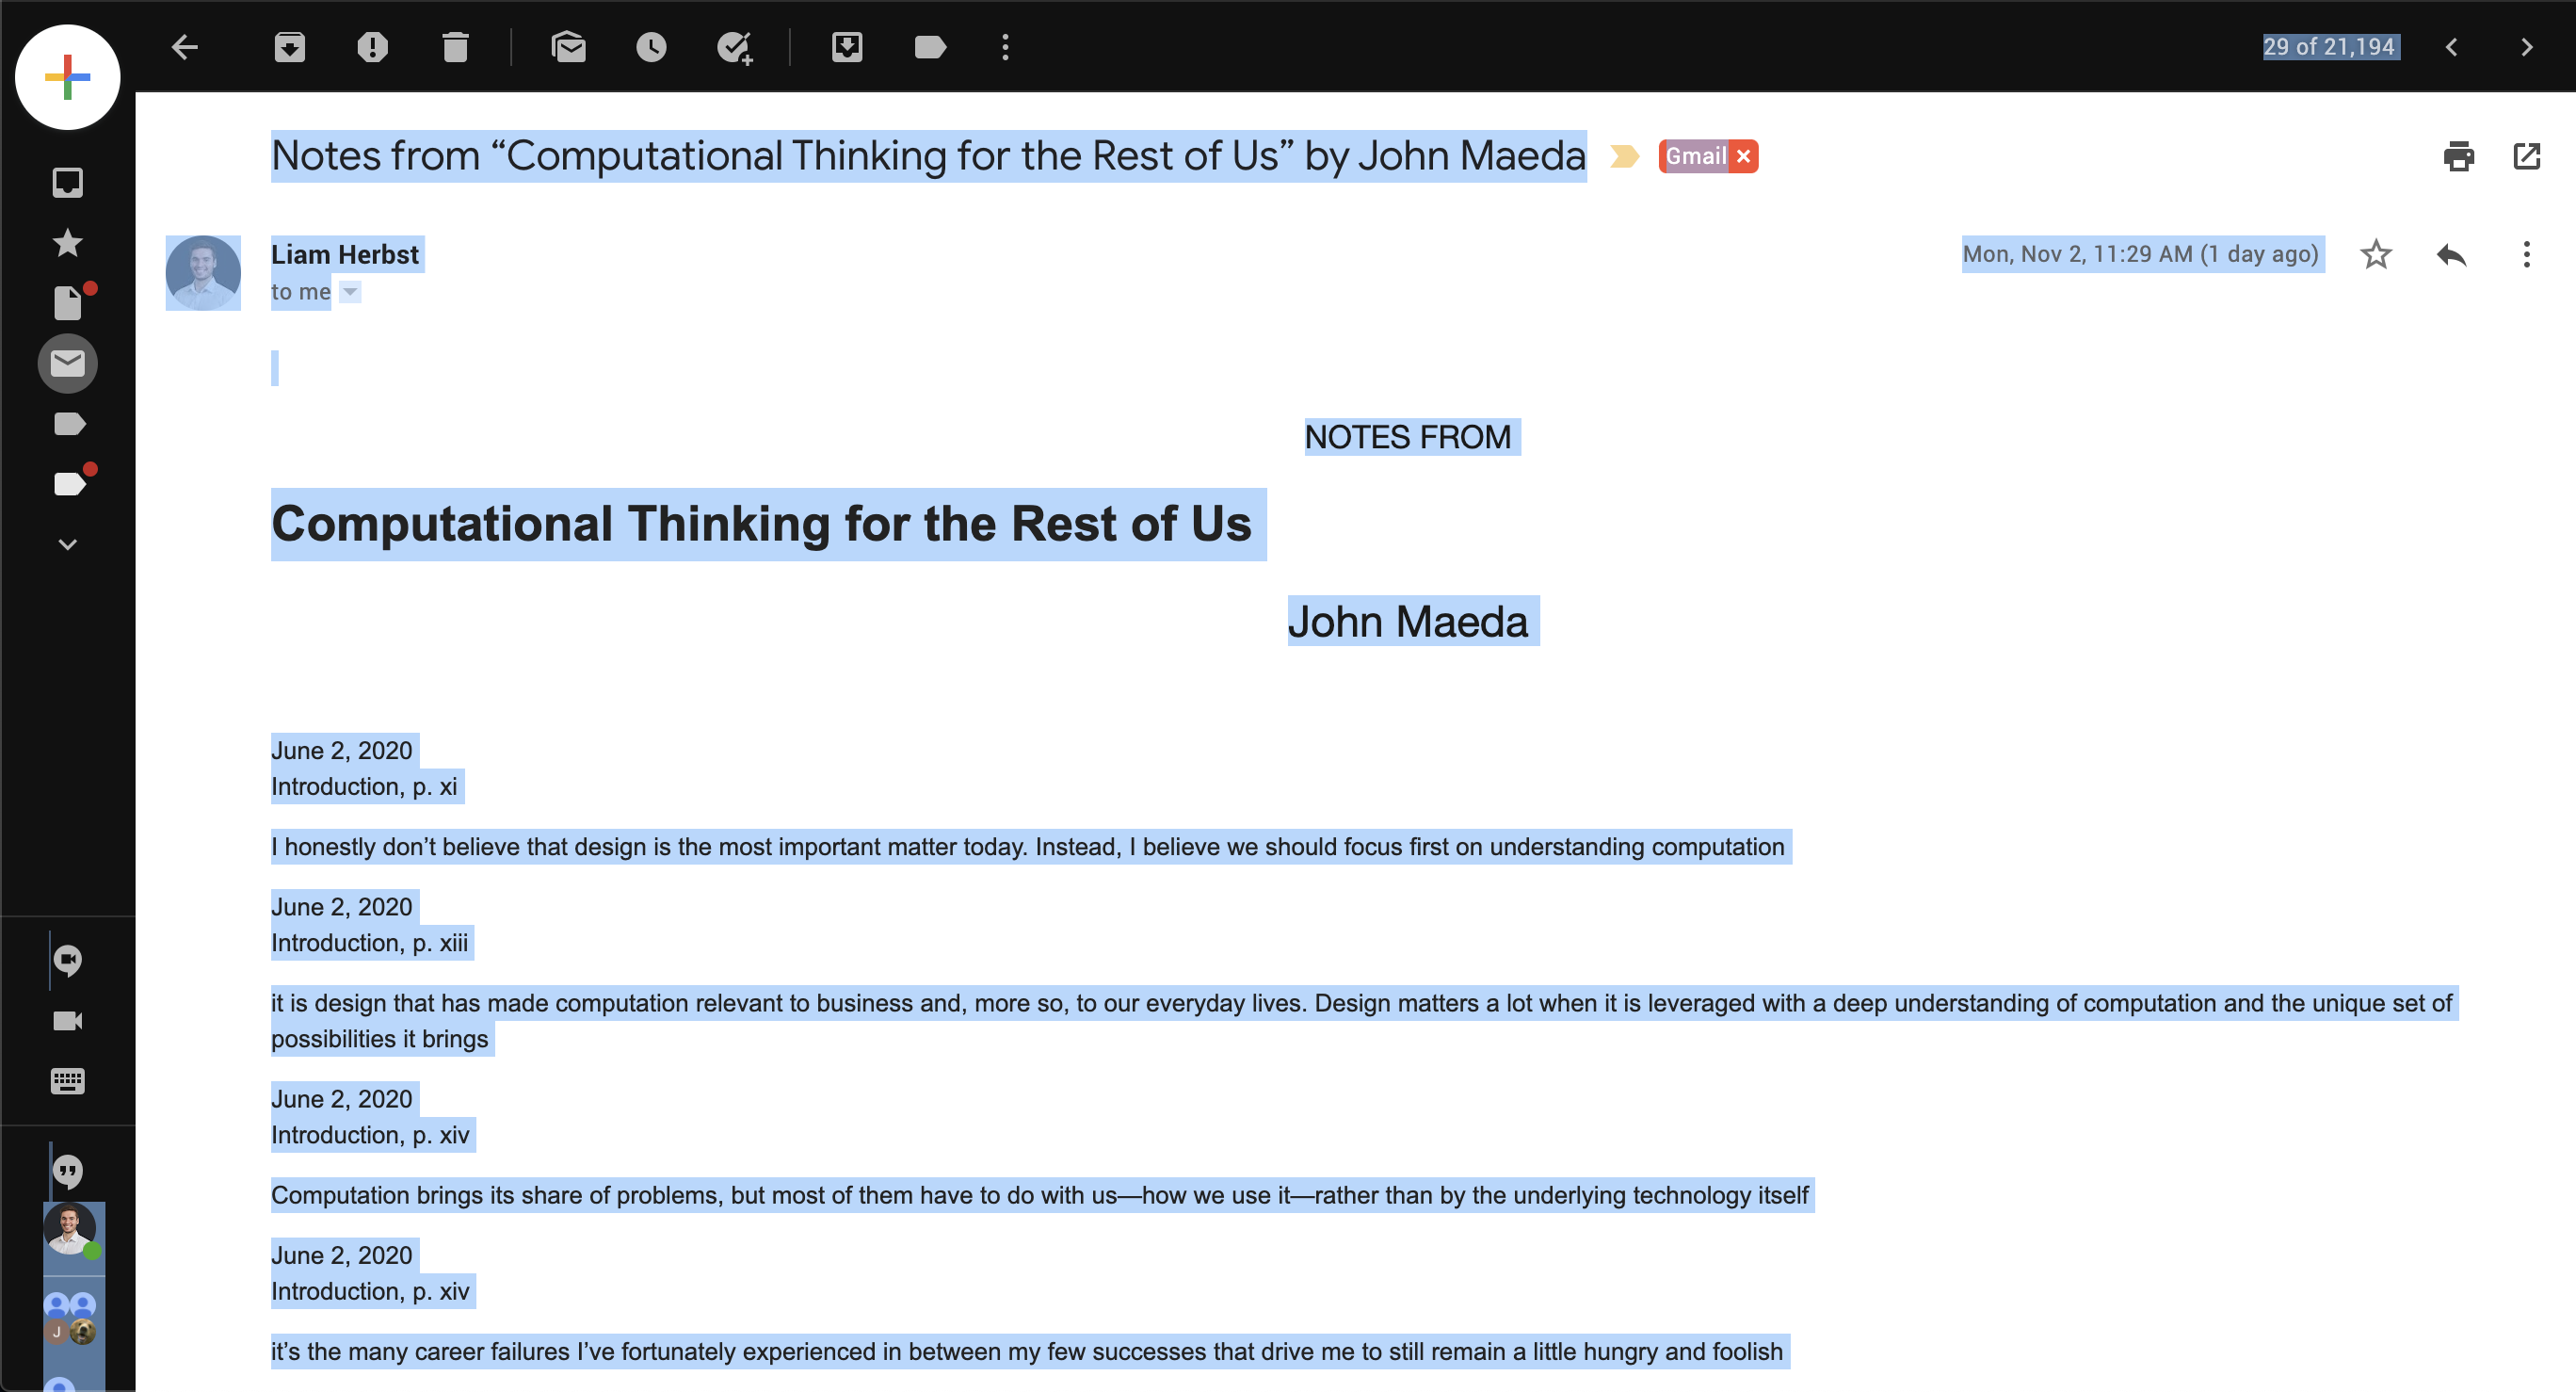 29 of 21,194
Notes from “Computational Thinking for the Rest of Us” by John Maeda
Gmail ×
Liam Herbst
Mon, Nov 2, 11:29 AM (1 day ago)
to me
NOTES FROM
Computational Thinking for the Rest of Us
John Maeda
June 2, 2020
Introduction, p. xi
I honestly don’t believe that design is the most important matter today. Instead, I believe we should focus first on understanding computation
June 2, 2020
Introduction, p. xiii
it is design that has made computation relevant to business and, more so, to our everyday lives. Design matters a lot when it is leveraged with a deep understanding of computation and the unique set of
possibilities it brings
June 2, 2020
Introduction, p. xiv
Computation brings its share of problems, but most of them have to do with us—how we use it—rather than by the underlying technology itself
June 2, 2020
Introduction, p. xiv
J
it’s the many career failures I’ve fortunately experienced in between my few successes that drive me to still remain a little hungry and foolish